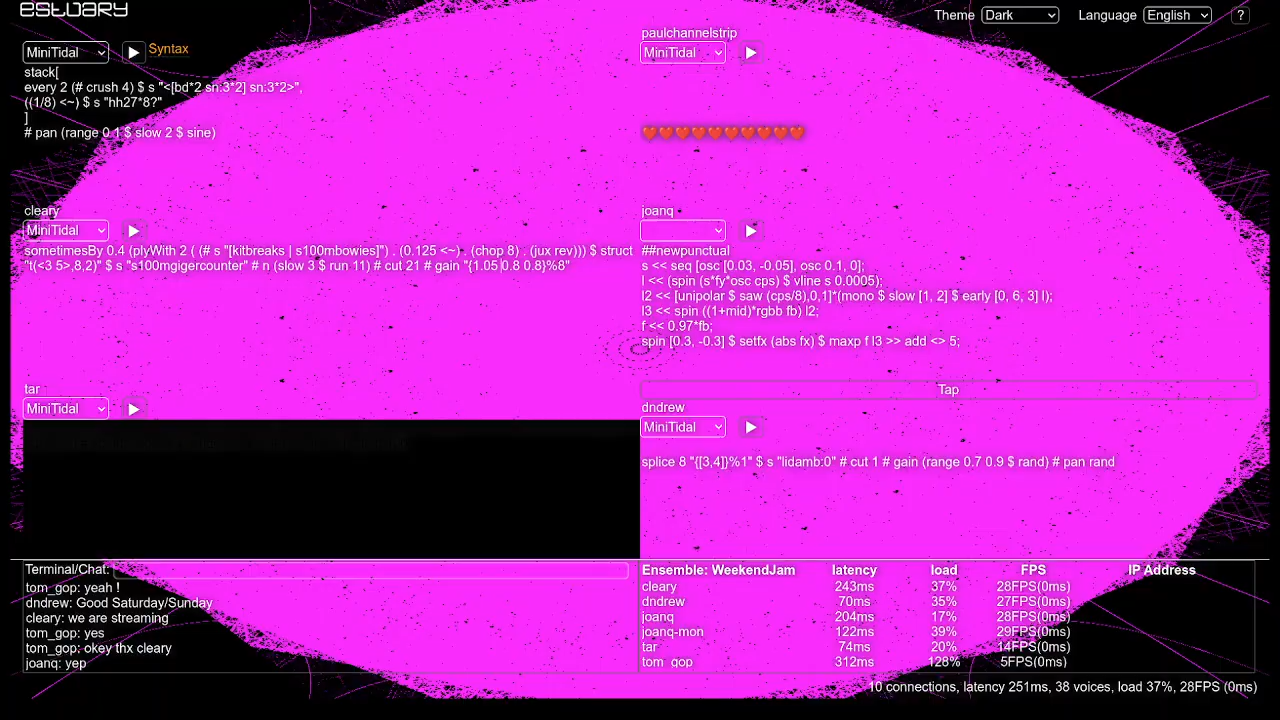 estuary
Theme Dark Language English ?
MiniTidal Syntax
stack[
every 2 (# crush 4) $ s "<[bd*2 sn:3*2] sn:3*2>",
((1/8) <~) $ s "hh27*8?"
]
# pan (range 0.1 $ slow 2 $ sine)
paulchannelstrip
MiniTidal
❤️❤️❤️❤️❤️❤️❤️❤️❤️❤️
cleary
MiniTidal
sometimesBy 0.4 (plyWith 2 ( (# s "[kitbreaks | s100mbowies]") . (0.125 <~) . (chop 8) . (jux rev))) $ struct
"t(<3 5>,8,2)" $ s "s100mgigercounter" # n (slow 3 $ run 11) # cut 21 # gain "{1.05 0.8 0.8}%8"
joanq
##newpunctual
s << seq [osc [0.03, -0.05], osc 0.1, 0];
l << (spin (s*fy*osc cps) $ vline s 0.0005);
l2 << [unipolar $ saw (cps/8),0,1]*(mono $ slow [1, 2] $ early [0, 6, 3] l);
l3 << spin ((1+mid)*rgbb fb) l2;
f << 0.97*fb;
spin [0.3, -0.3] $ setfx (abs fx) $ maxp f l3 >> add <> 5;
tar
MiniTidal
Tap
dndrew
MiniTidal
splice 8 "{[3,4]}%1" $ s "lidamb:0" # cut 1 # gain (range 0.7 0.9 $ rand) # pan rand
Terminal/Chat:
tom_gop: yeah !
dndrew: Good Saturday/Sunday
cleary: we are streaming
tom_gop: yes
tom_gop: okey thx cleary
joanq: yep
Ensemble: WeekendJam latency load FPS IP Address
cleary 243ms 37% 28FPS(0ms)
dndrew 70ms 35% 27FPS(0ms)
joanq 204ms 17% 28FPS(0ms)
joanq-mon 122ms 39% 29FPS(0ms)
tar 74ms 20% 14FPS(0ms)
tom_gop 312ms 128% 5FPS(0ms)
10 connections, latency 251ms, 38 voices, load 37%, 28FPS (0ms)